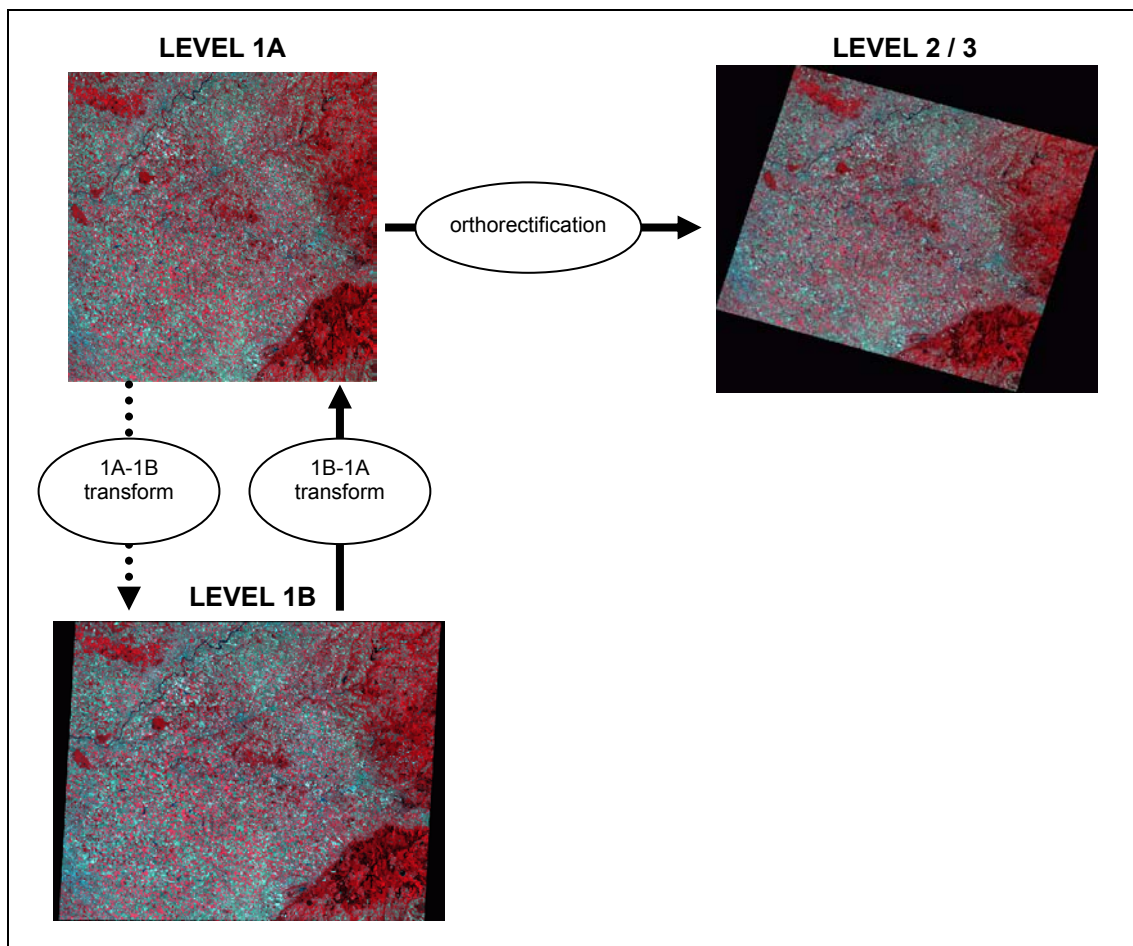 LEVEL 1A
LEVEL 2 / 3
orthorectification
1A-1B
transform
1B-1A
transform
LEVEL 1B